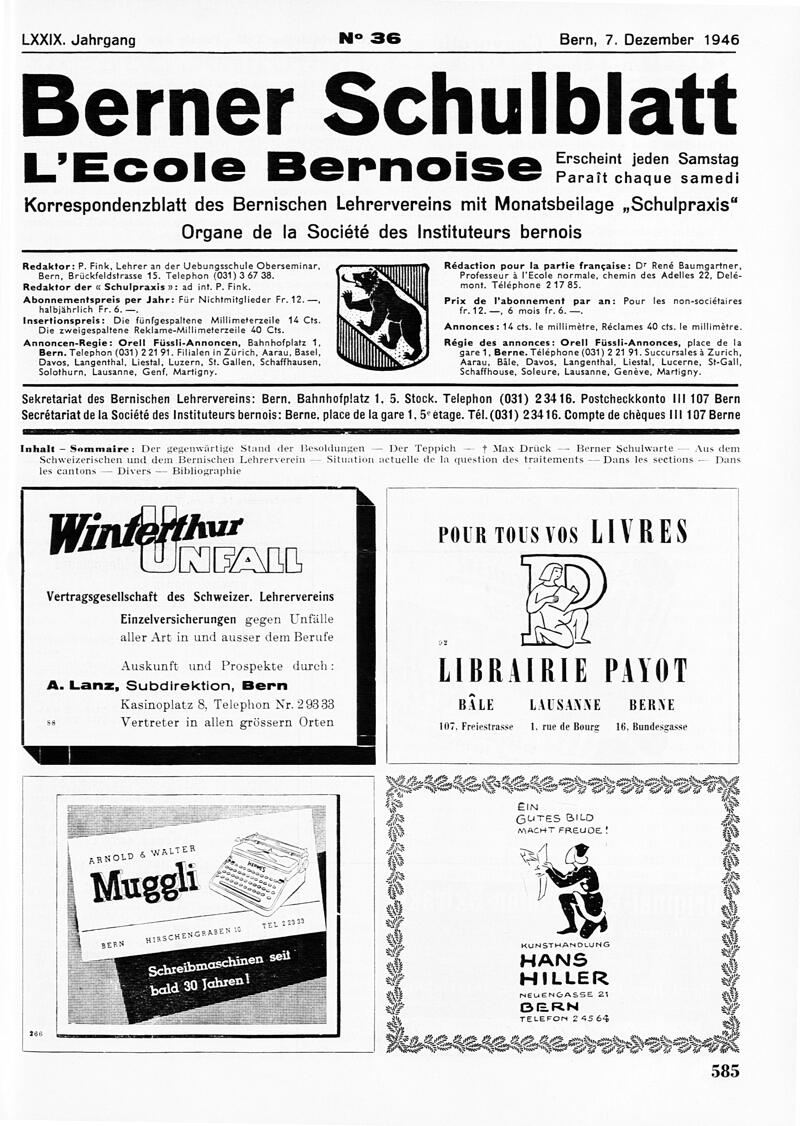 LXXIX. Jahrgang
Nº 36
Bern, 7. Dezember 1946
Berner Schulblatt
L'Ecole Bernoise
Erscheint jeden Samstag
Paraît chaque samedi
Korrespondenzblatt des Bernischen Lehrervereins mit Monatsbeilage „Schulpraxis“
Organe de la Société des Instituteurs bernois
Redaktor: P. Fink, Lehrer an der Uebungsschule Oberseminar,
Bern, Brückfeldstrasse 15. Telephon (031) 3 67 38.
Redaktor der « Schulpraxis »: ad int. P. Fink.
Abonnementspreis per Jahr: Für Nichtmitglieder Fr. 12. —,
halbjährlich Fr. 6. —.
Insertionspreis: Die fünfgespaltene Millimeterzeile 14 Cts.
Die zweigespaltene Reklame-Millimeterzeile 40 Cts.
Annoncen-Regie: Orell Füssli-Annoncen, Bahnhofplatz 1,
Bern. Telephon (031) 2 21 91. Filialen in Zürich, Aarau, Basel,
Davos, Langenthal, Liestal, Luzern, St. Gallen, Schaffhausen,
Solothurn, Lausanne, Genf, Martigny.
Rédaction pour la partie française: Dr René Baumgartner,
Professeur à l'Ecole normale, chemin des Adelles 22, Delé-
mont. Téléphone 2 17 85.
Prix de l'abonnement par an: Pour les non-sociétaires
fr. 12. —, 6 mois fr. 6. —.
Annonces: 14 cts. le millimètre, Réclames 40 cts. le millimètre.
Régie des annonces: Orell Füssli-Annonces, place de la
gare 1, Berne. Téléphone (031) 2 21 91. Succursales à Zurich,
Aarau, Bâle, Davos, Langenthal, Liestal, Lucerne, St-Gall,
Schaffhouse, Soleure, Lausanne, Genève, Martigny.
Sekretariat des Bernischen Lehrervereins: Bern, Bahnhofplatz 1, 5. Stock. Telephon (031) 2 34 16. Postcheckkonto III 107 Bern
Secrétariat de la Société des Instituteurs bernois: Berne, place de la gare 1, 5e étage. Tél. (031) 2 34 16. Compte de chèques III 107 Berne
Inhalt – Sommaire: Der gegenwärtige Stand der Besoldungen — Der Teppich — † Max Drück — Berner Schulwarte — Aus dem
Schweizerischen und dem Bernischen Lehrerverein — Situation actuelle de la question des traitements — Dans les sections — Dans
les cantons — Divers — Bibliographie
Winterthur
UNFALL
Vertragsgesellschaft des Schweizer. Lehrervereins
Einzelversicherungen gegen Unfälle
aller Art in und ausser dem Berufe
Auskunft und Prospekte durch:
A. Lanz, Subdirektion, Bern
Kasinoplatz 8, Telephon Nr. 2 93 33
88
Vertreter in allen grössern Orten
POUR TOUS VOS LIVRES
P
92
LIBRAIRIE PAYOT
BÂLE LAUSANNE BERNE
107, Freiestrasse 1. rue de Bourg 16. Bundesgasse
ARNOLD & WALTER
Muggli
HERMES
BERN HIRSCHENGRABEN 10 TEL 2 23 33
Schreibmaschinen seit
bald 30 Jahren!
266
EIN
GUTES BILD
MACHT FREUDE!
KUNSTHANDLUNG
HANS
HILLER
NEUENGASSE 21
BERN
TELEFON 2 45 64
585